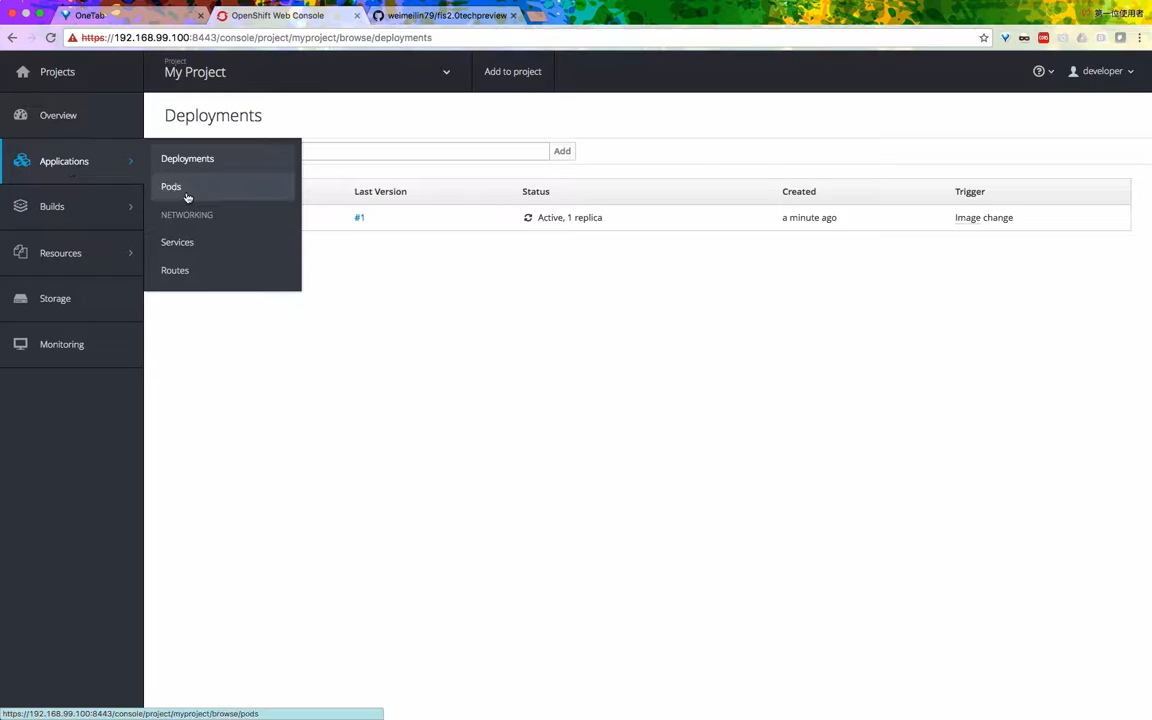 OneTab
OpenShift Web Console
weimeilin79/fis2.0techpreview
第一位使用者
https://192.168.99.100:8443/console/project/myproject/browse/deployments
Projects
Project
My Project
Add to project
developer
Overview
Deployments
Applications
Deployments
Add
Pods
Last Version
Status
Created
Trigger
Builds
NETWORKING
#1
Active, 1 replica
a minute ago
Image change
Services
Resources
Routes
Storage
Monitoring
https://192.168.99.100:8443/console/project/myproject/browse/pods